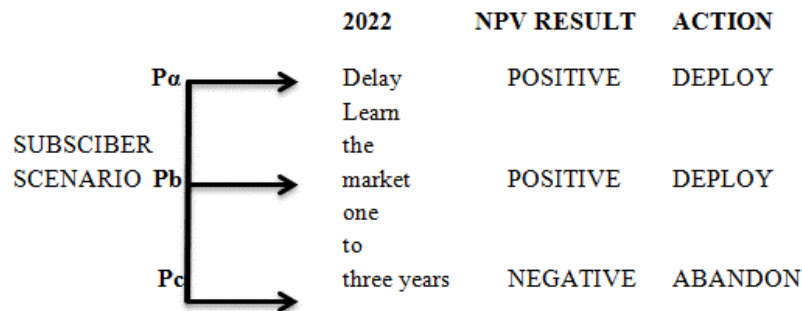 2022 NPV RESULT ACTION
Pα Delay POSITIVE DEPLOY
Learn
SUBSCIBER the
SCENARIO Pb market POSITIVE DEPLOY
one
to
Pc three years NEGATIVE ABANDON